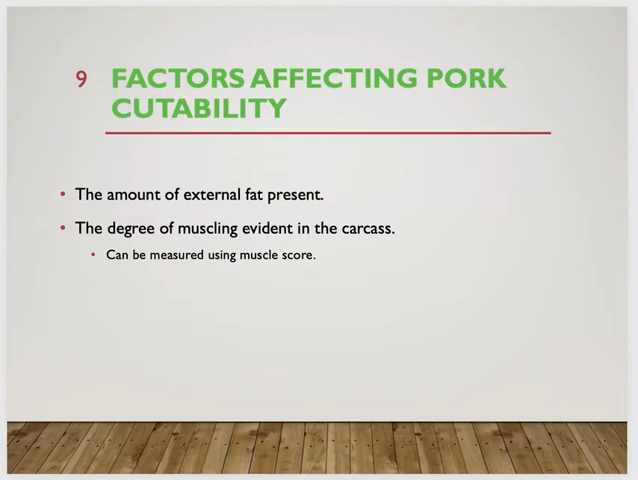 9 FACTORS AFFECTING PORK
CUTABILITY
• The amount of external fat present.
• The degree of muscling evident in the carcass.
• Can be measured using muscle score.